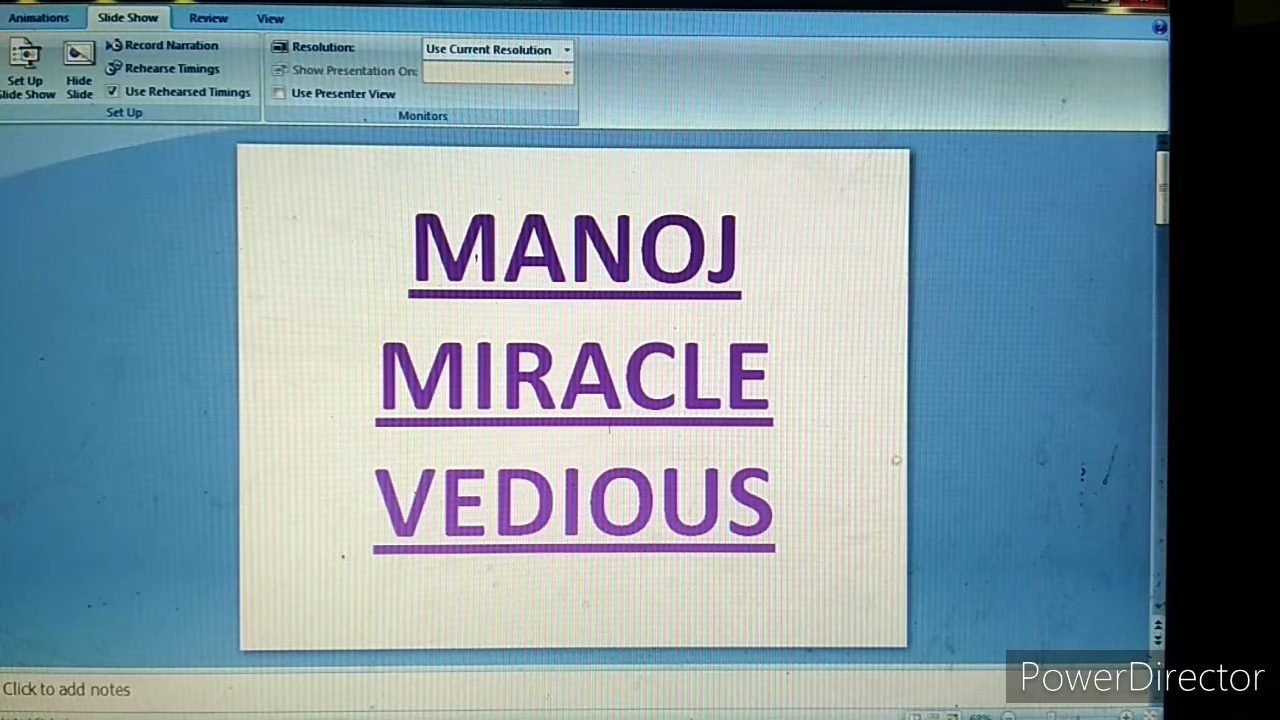 Animations Slide Show Review View
Set Up Slide Show
Hide Slide
Record Narration
Rehearse Timings
Use Rehearsed Timings
Set Up
Resolution: Use Current Resolution
Show Presentation On:
Use Presenter View
Monitors
MANOJ
MIRACLE
VEDIOUS
Click to add notes
PowerDirector
68%